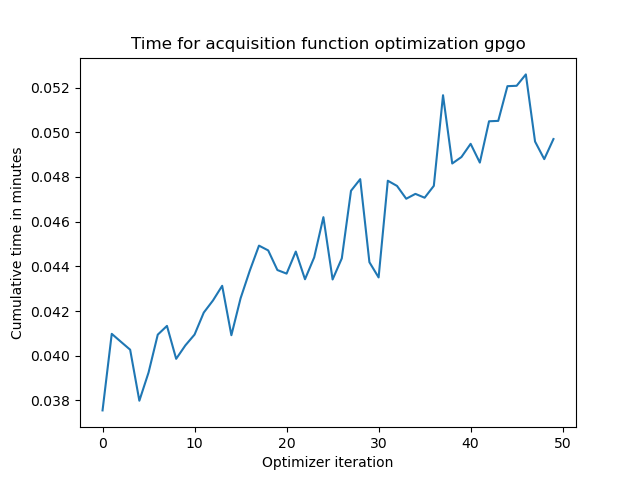 Time for acquisition function optimization gpgo
Cumulative time in minutes
0.052
0.050
0.048
0.046
0.044
0.042
0.040
0.038
0 10 20 30 40 50
Optimizer iteration